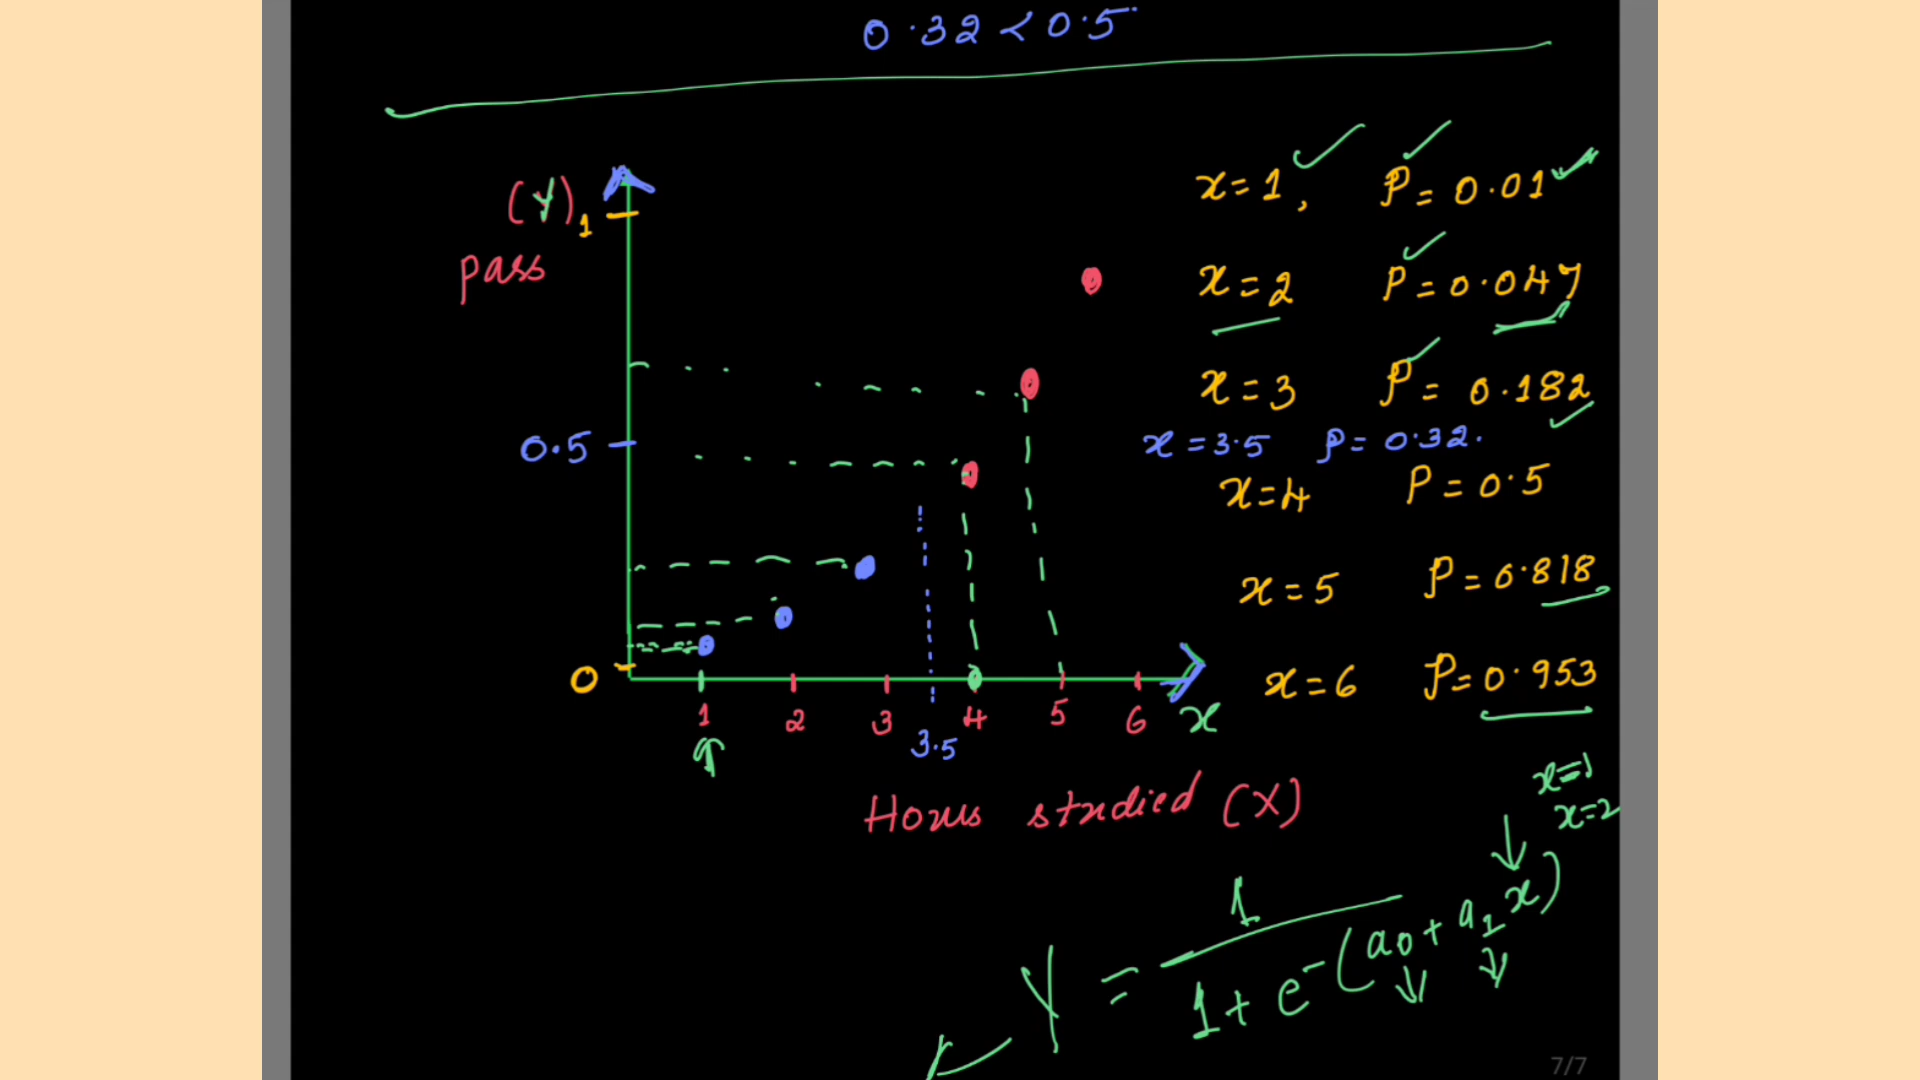 0.32 < 0.5
(Y)
1
pass
0.5
0
1 2 3 4 5 6 x
3.5
Hours studied (X)
x = 1, P = 0.01
x = 2 P = 0.047
x = 3 P = 0.182
x = 3.5 P = 0.32.
x = 4 P = 0.5
x = 5 P = 0.818
x = 6 P = 0.953
x=1
x=2
Y = 1 / 1 + e^-(a0 + a1 x)
7/7